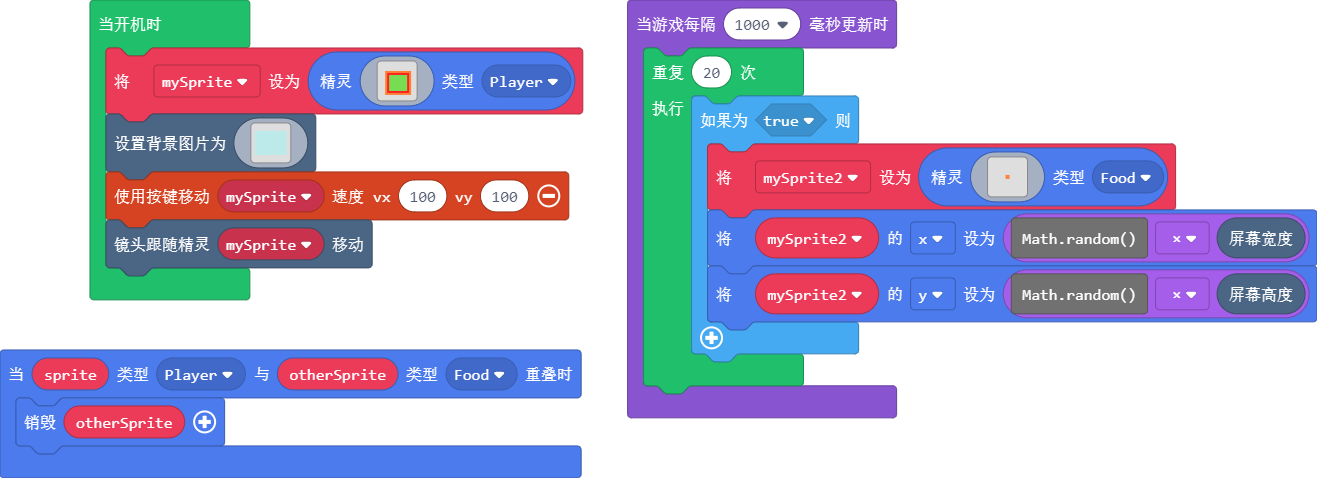 当开机时
将 mySprite 设为 精灵 类型 Player
设置背景图片为
使用按键移动 mySprite 速度 vx 100 vy 100
镜头跟随精灵 mySprite 移动
当 sprite 类型 Player 与 otherSprite 类型 Food 重叠时
销毁 otherSprite
当游戏每隔 1000 毫秒更新时
重复 20 次
执行
如果为 true 则
将 mySprite2 设为 精灵 类型 Food
将 mySprite2 的 x 设为 Math.random() × 屏幕宽度
将 mySprite2 的 y 设为 Math.random() × 屏幕高度